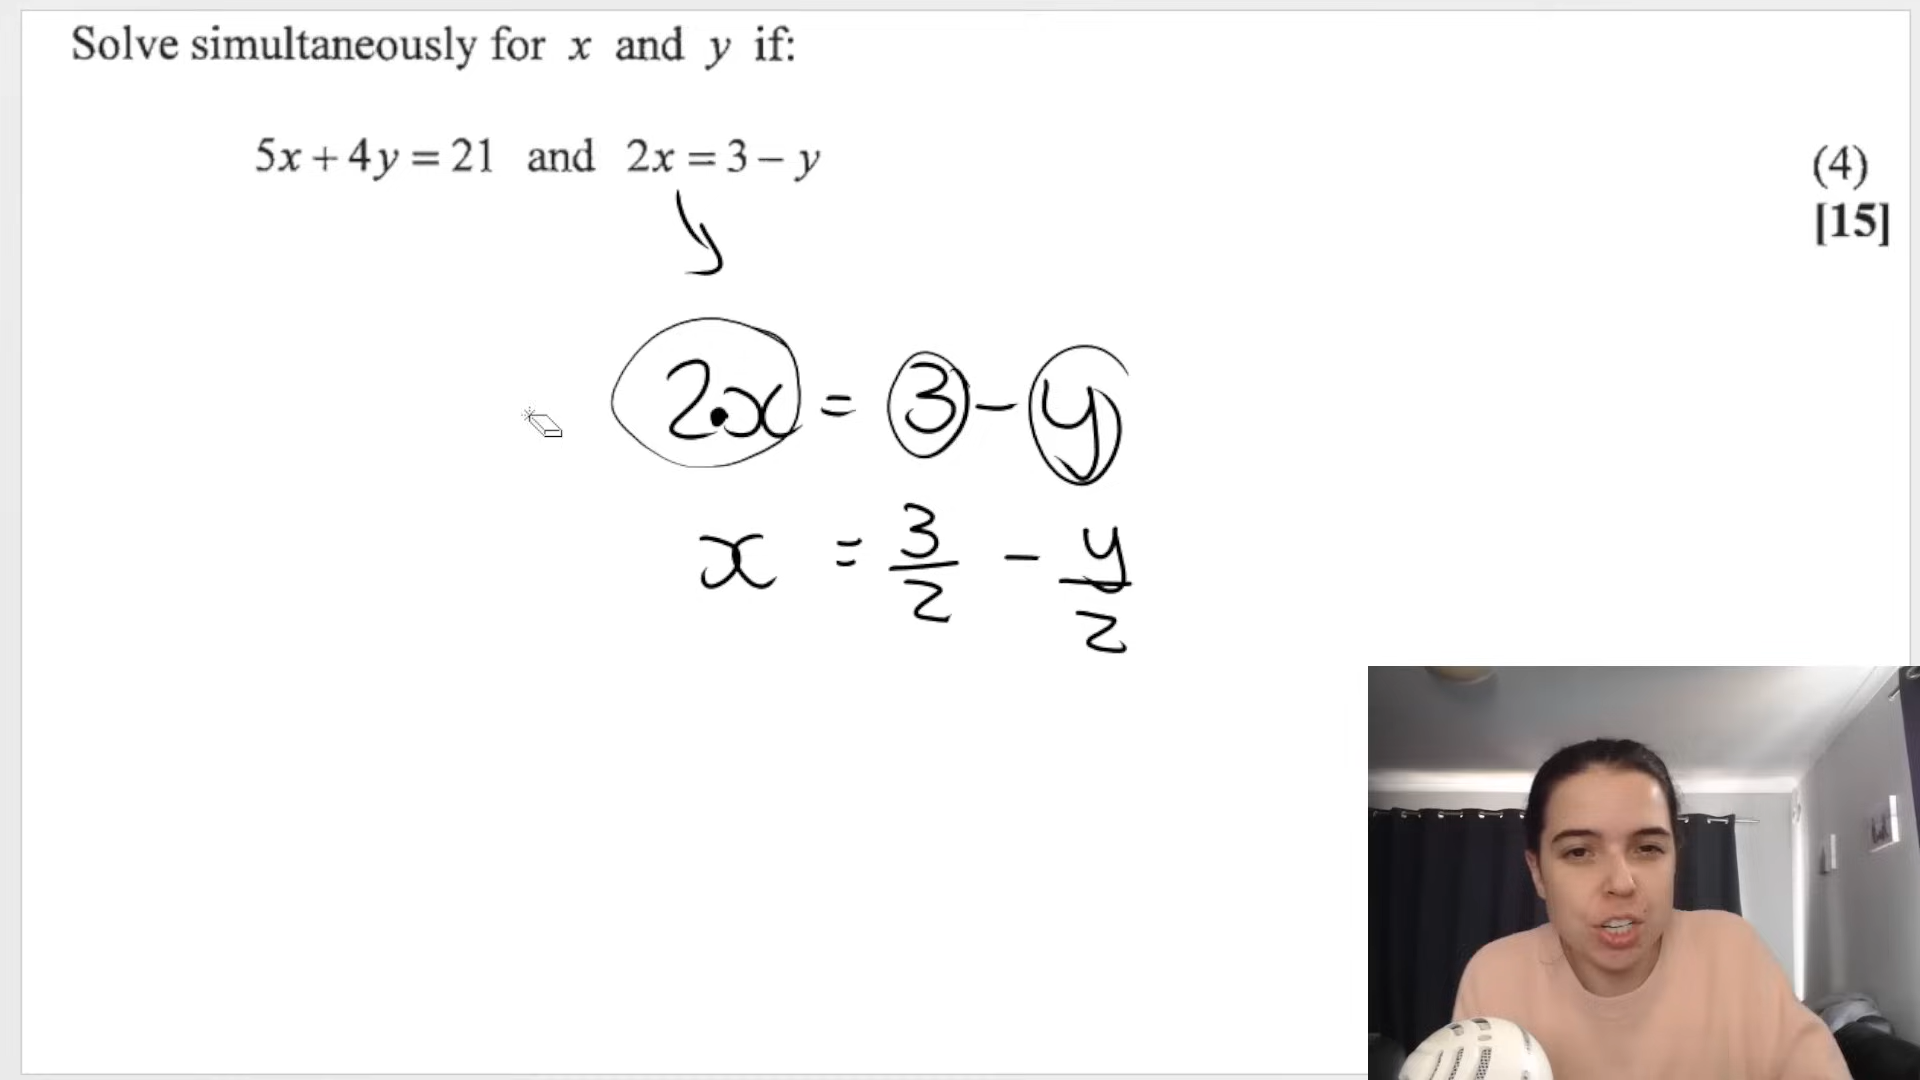 Solve simultaneously for x and y if:
5x + 4y = 21 and 2x = 3 – y
(4)
[15]
2x = 3 - y
x = 3/2 - y/2